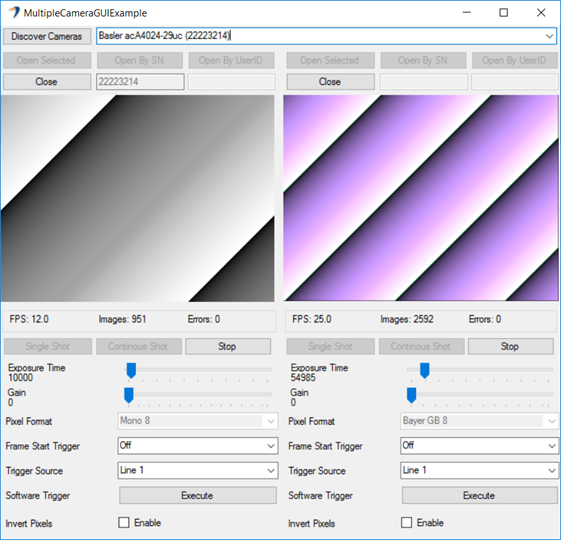 MultipleCameraGUIExample
Discover Cameras Basler acA4024-29uc (22223214)
Open Selected Open By SN Open By UserID Open Selected Open By SN Open By UserID
Close 22223214 Close
FPS: 12.0 Images: 951 Errors: 0 FPS: 25.0 Images: 2592 Errors: 0
Single Shot Continous Shot Stop Single Shot Continous Shot Stop
Exposure Time Exposure Time
10000 54985
Gain Gain
0 0
Pixel Format Mono 8 Pixel Format Bayer GB 8
Frame Start Trigger Off Frame Start Trigger Off
Trigger Source Line 1 Trigger Source Line 1
Software Trigger Execute Software Trigger Execute
Invert Pixels Enable Invert Pixels Enable